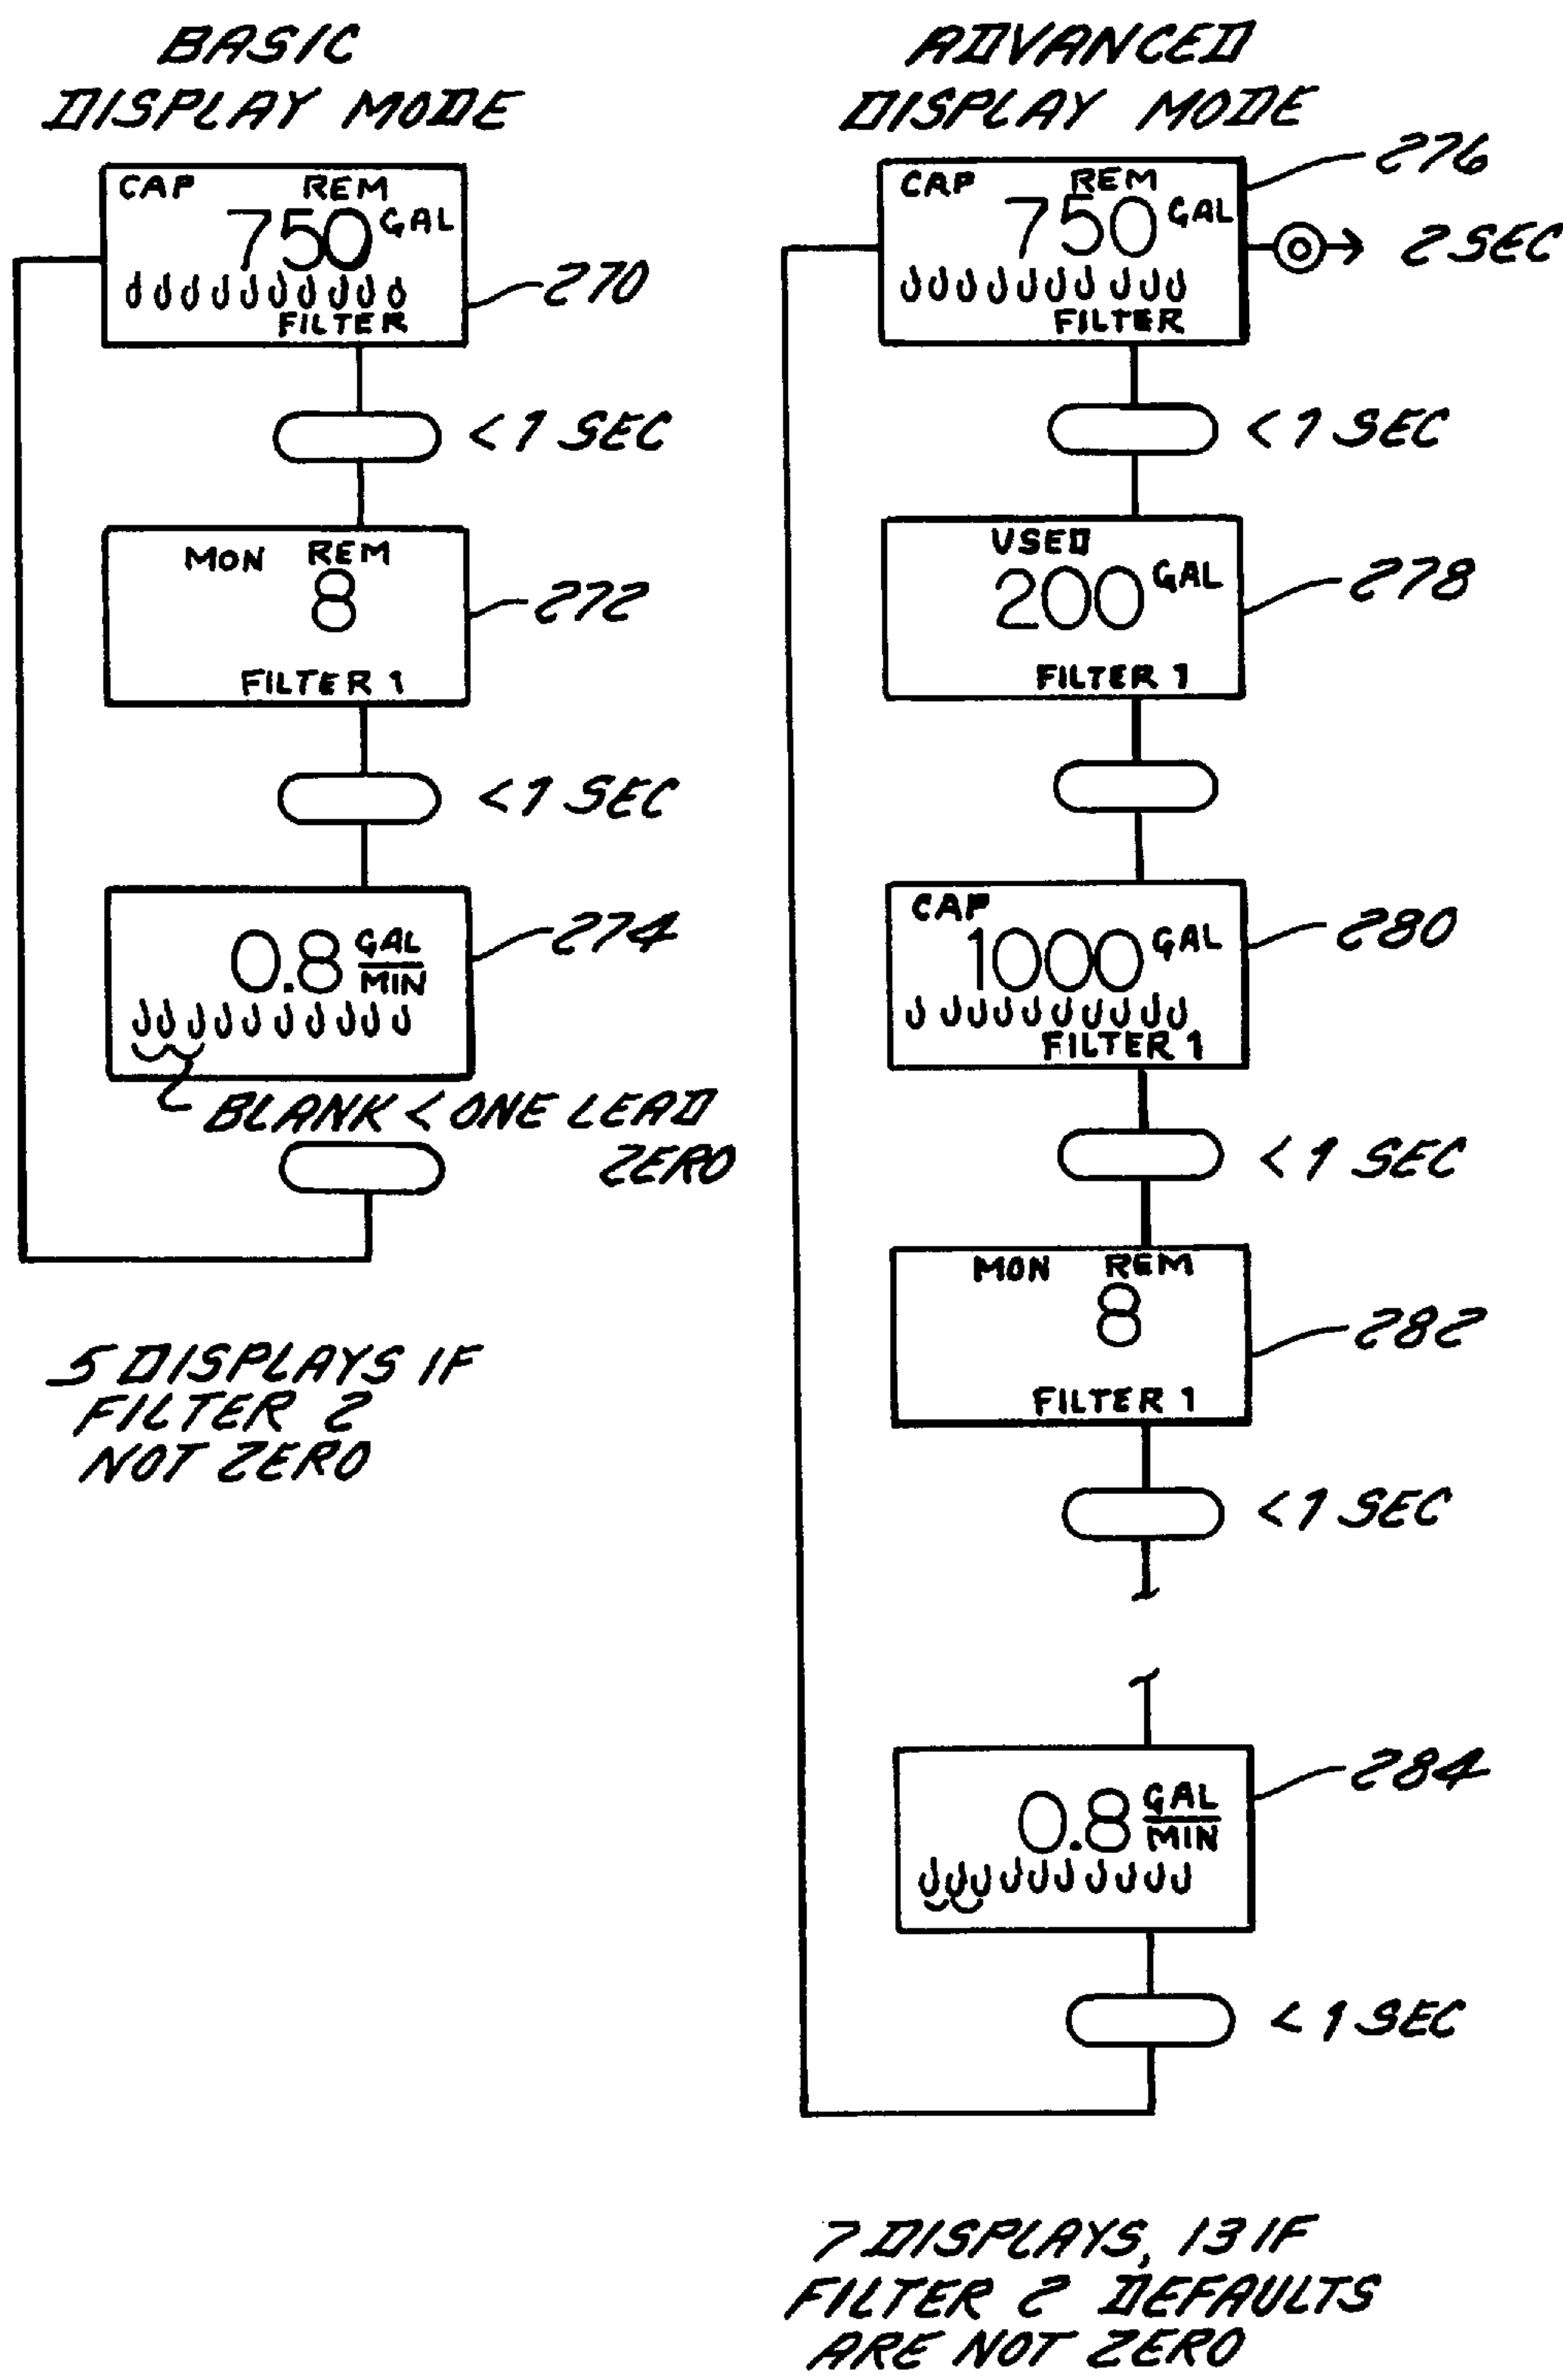 BASIC
DISPLAY MODE
CAP REM
750 GAL
FILTER
270
< 1 SEC
MON REM
8
FILTER 1
272
< 1 SEC
0.8 GAL
MIN
274
BLANK < ONE LEAD
ZERO
5 DISPLAYS IF
FILTER 2
NOT ZERO
ADVANCED
DISPLAY MODE
CAP REM
750 GAL
FILTER
276
2 SEC
< 1 SEC
USED
200 GAL
FILTER 1
278
CAP
1000 GAL
FILTER 1
280
< 1 SEC
MON REM
8
FILTER 1
282
< 1 SEC
0.8 GAL
MIN
284
< 1 SEC
7 DISPLAYS, 13 IF
FILTER 2 DEFAULTS
ARE NOT ZERO